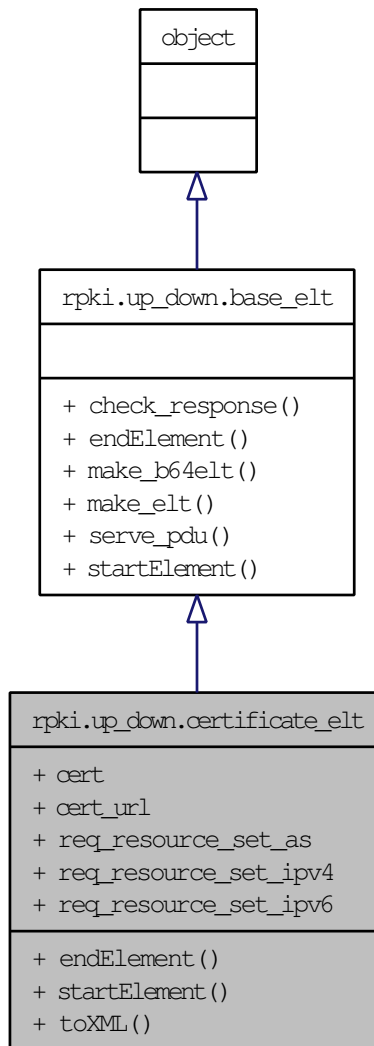 object
rpki.up_down.base_elt
+ check_response()
+ endElement()
+ make_b64elt()
+ make_elt()
+ serve_pdu()
+ startElement()
rpki.up_down.certificate_elt
+ cert
+ cert_url
+ req_resource_set_as
+ req_resource_set_ipv4
+ req_resource_set_ipv6
+ endElement()
+ startElement()
+ toXML()